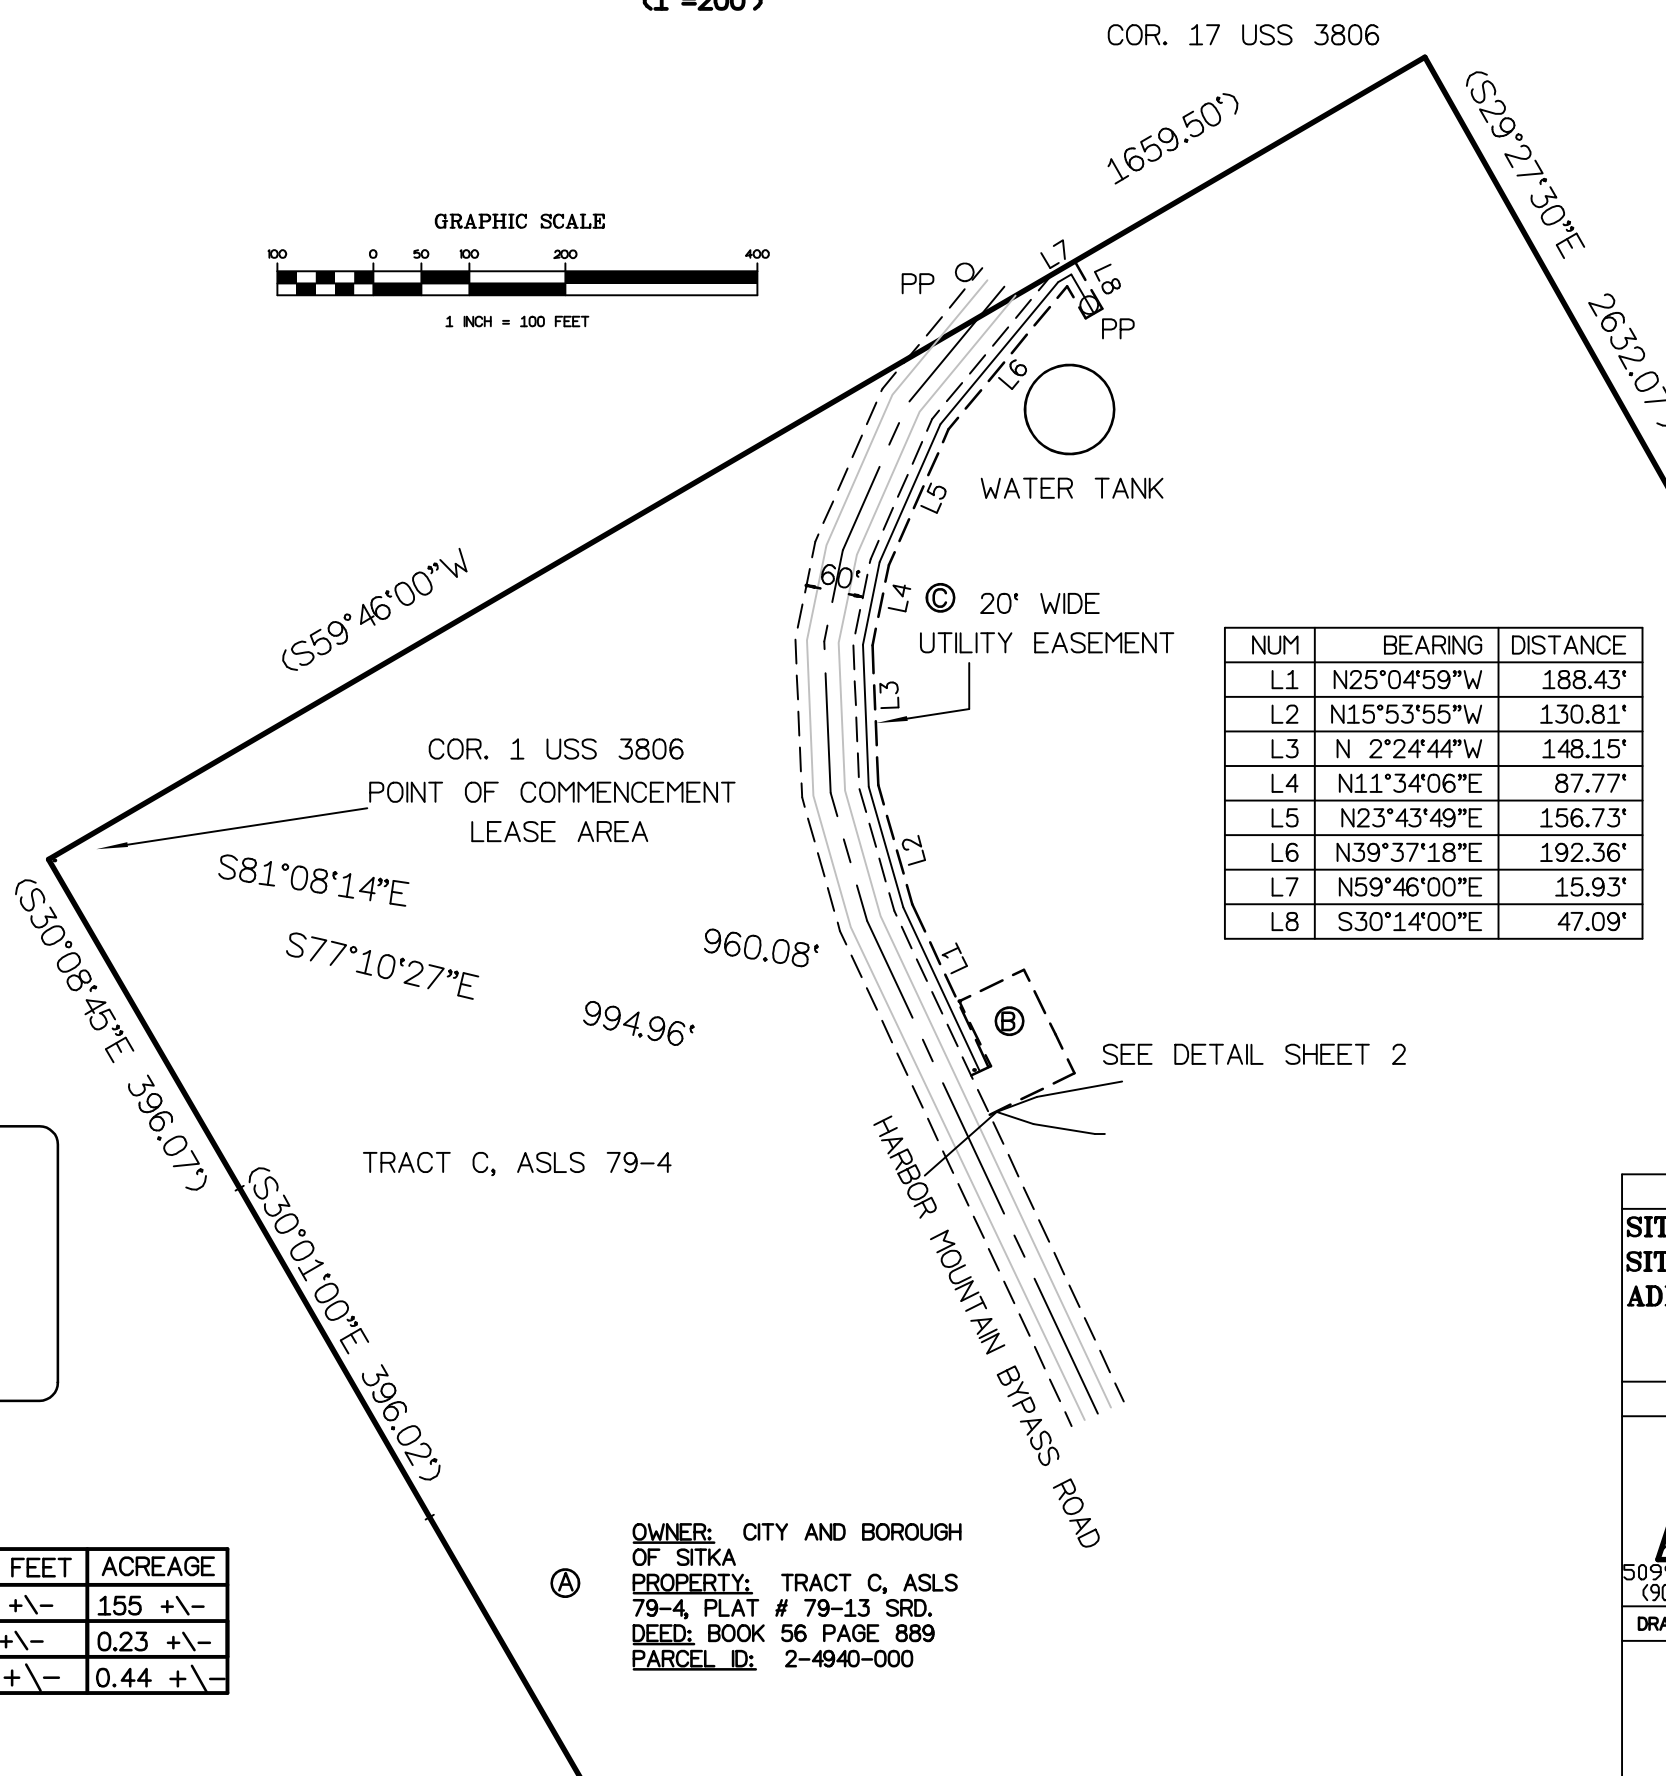 (1"=200')
COR. 17 USS 3806
(S29°27'30"E
2632.07')
1659.50')
GRAPHIC SCALE
100 0 50 100 200 400
1 INCH = 100 FEET
PP
L7
L8
PP
L6
WATER TANK
L5
(S59°46'00"W
60'
L4
C 20' WIDE
UTILITY EASEMENT
L3
NUM BEARING DISTANCE
L1 N25°04'59"W 188.43'
L2 N15°53'55"W 130.81'
L3 N 2°24'44"W 148.15'
L4 N11°34'06"E 87.77'
L5 N23°43'49"E 156.73'
L6 N39°37'18"E 192.36'
L7 N59°46'00"E 15.93'
L8 S30°14'00"E 47.09'
COR. 1 USS 3806
POINT OF COMMENCEMENT
LEASE AREA
L2
S81°08'14"E 960.08'
S77°10'27"E 994.96'
L1
B
(S30°08'45"E 396.07')
SEE DETAIL SHEET 2
TRACT C, ASLS 79-4
(S30°01'00"E 396.02')
HARBOR MOUNTAIN BYPASS ROAD
SIT
SIT
FEET ACREAGE
+\- 155 +\-
+\- 0.23 +\-
+\- 0.44 +\-
A
OWNER: CITY AND BOROUGH
OF SITKA
PROPERTY: TRACT C, ASLS
79-4, PLAT # 79-13 SRD.
DEED: BOOK 56 PAGE 889
PARCEL ID: 2-4940-000
509
(90
DRA